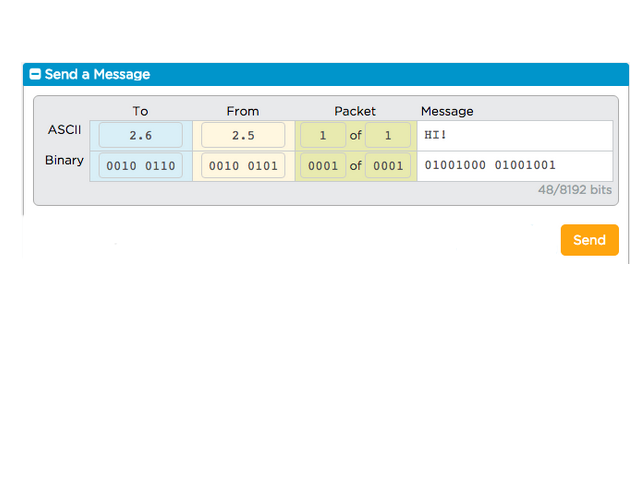 Send a Message
To From Packet Message
ASCII 2.6 2.5 1 of 1 HI!
Binary 0010 0110 0010 0101 0001 of 0001 01001000 01001001
48/8192 bits
Send